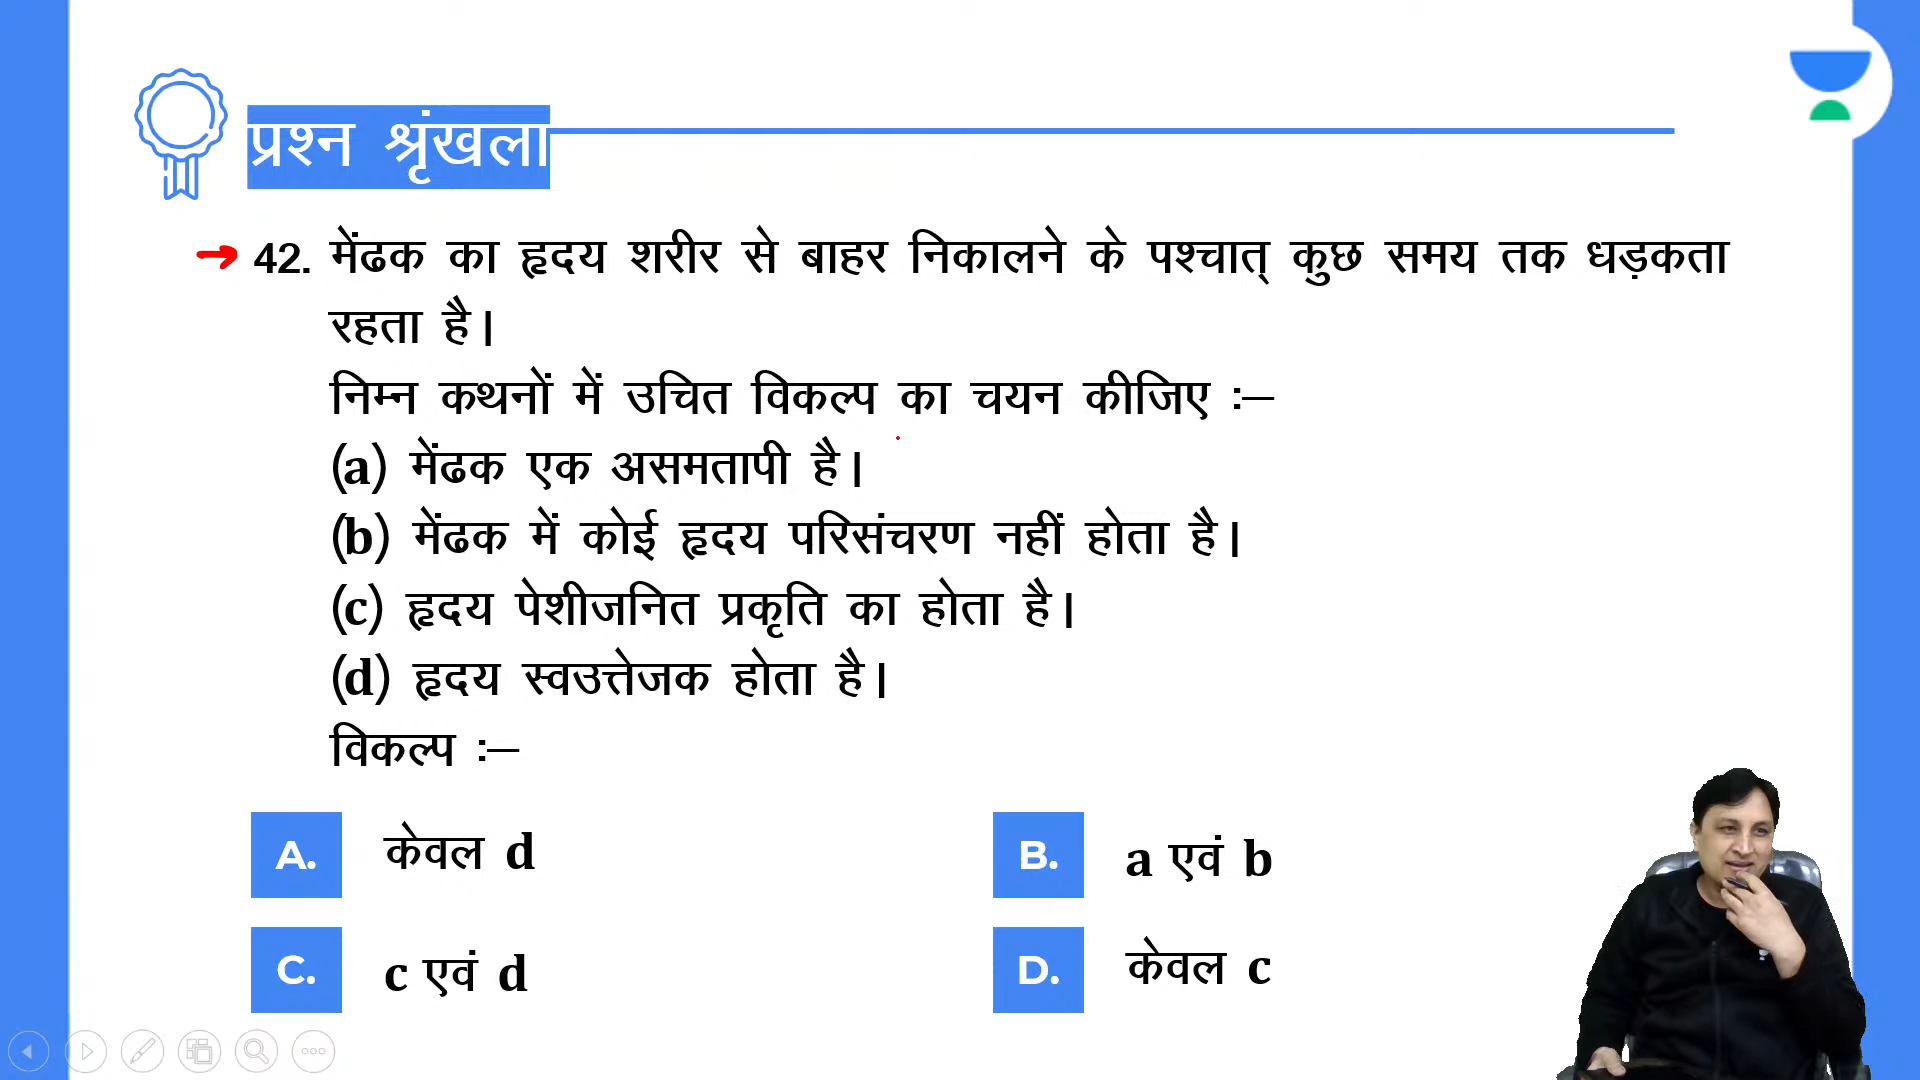 प्रश्न श्रृंखला
42. मेंढक का हृदय शरीर से बाहर निकालने के पश्चात् कुछ समय तक धड़कता
रहता है।
निम्न कथनों में उचित विकल्प का चयन कीजिए :–
(a) मेंढक एक असमतापी है।
(b) मेंढक में कोई हृदय परिसंचरण नहीं होता है।
(c) हृदय पेशीजनित प्रकृति का होता है।
(d) हृदय स्वउत्तेजक होता है।
विकल्प :–
A. केवल d
B. a एवं b
C. c एवं d
D. केवल c